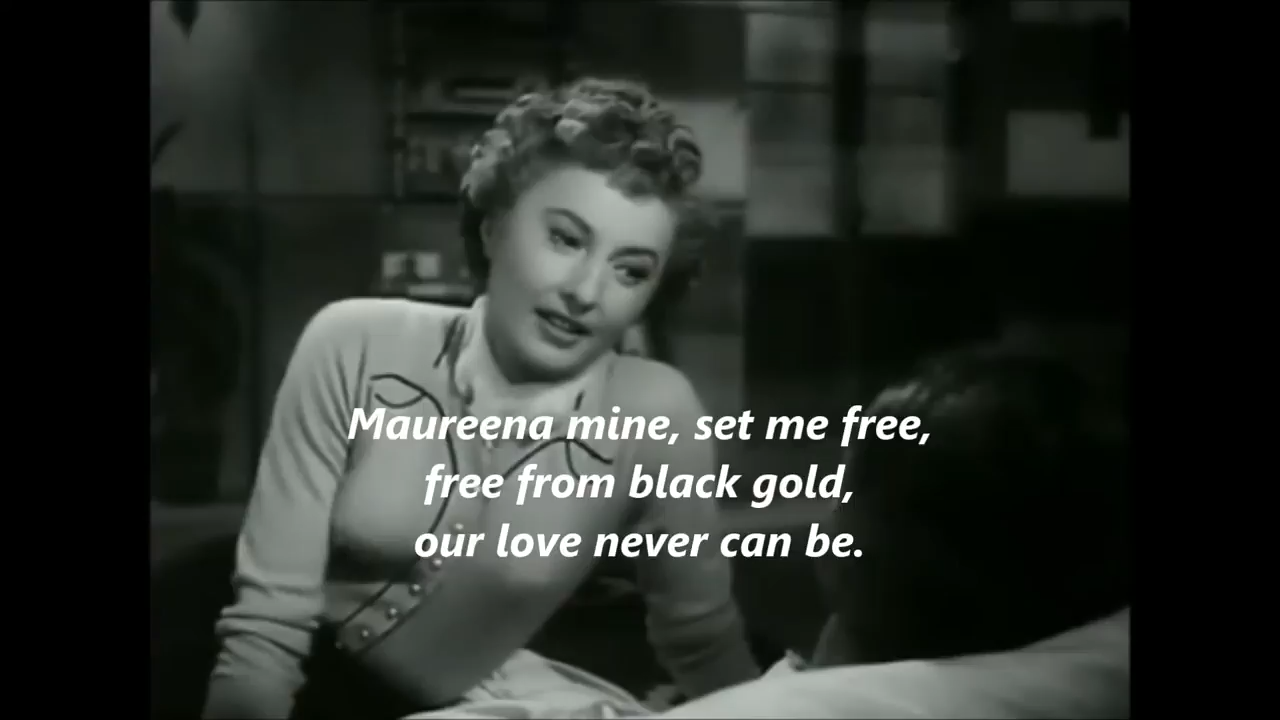 Maureena mine, set me free,
free from black gold,
our love never can be.